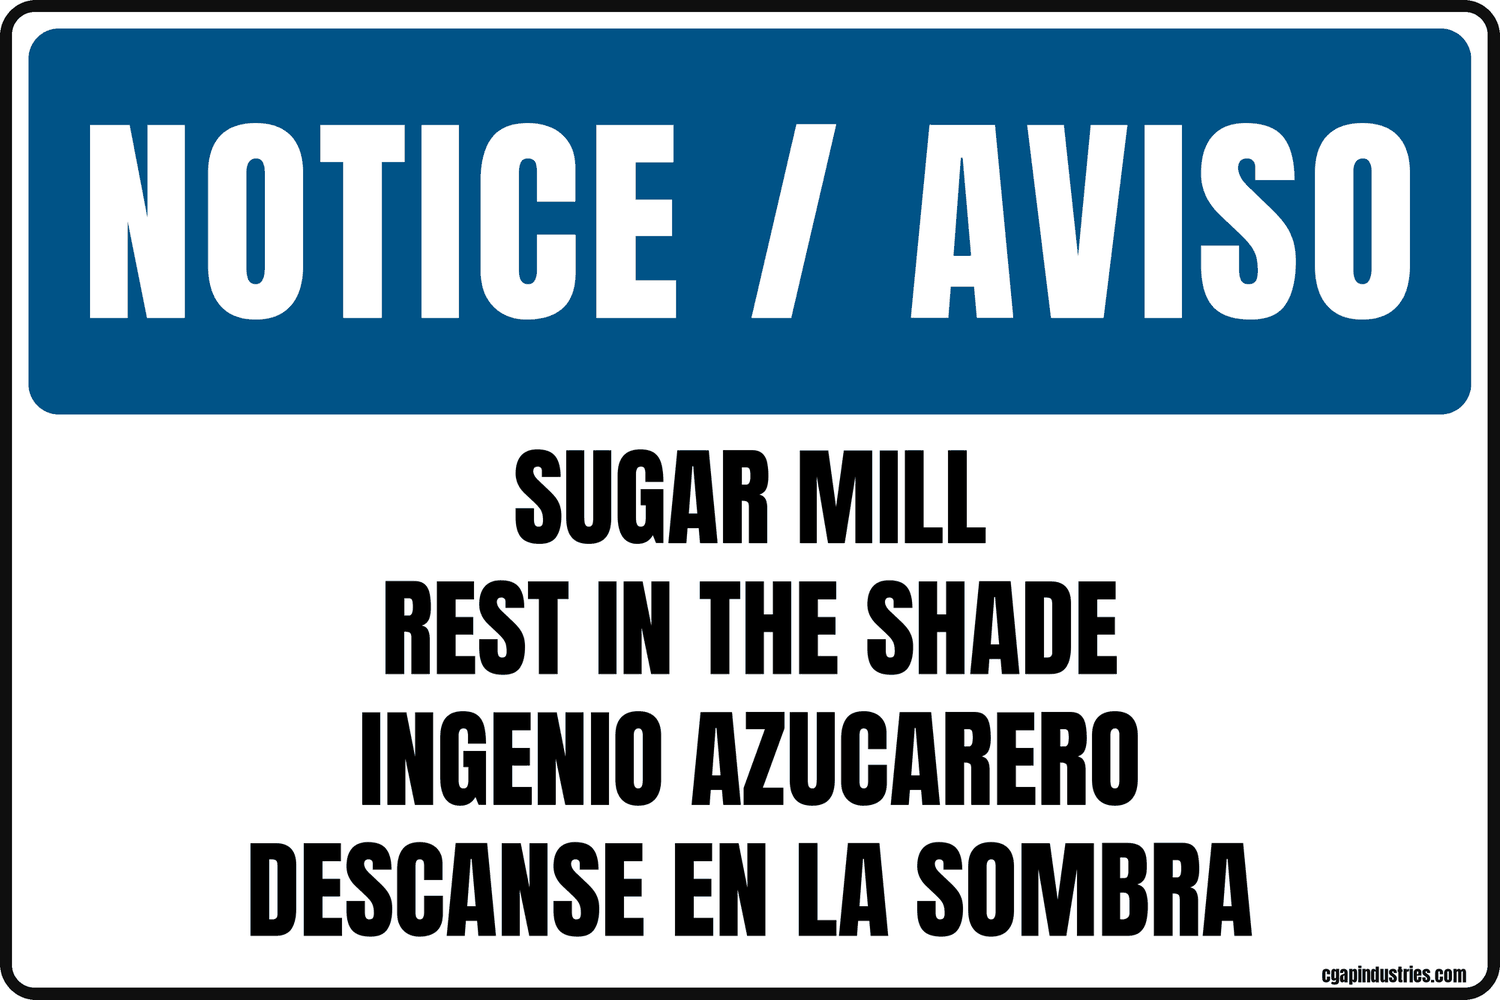 NOTICE / AVISO
SUGAR MILL
REST IN THE SHADE
INGENIO AZUCARERO
DESCANSE EN LA SOMBRA
cgapindustries.com